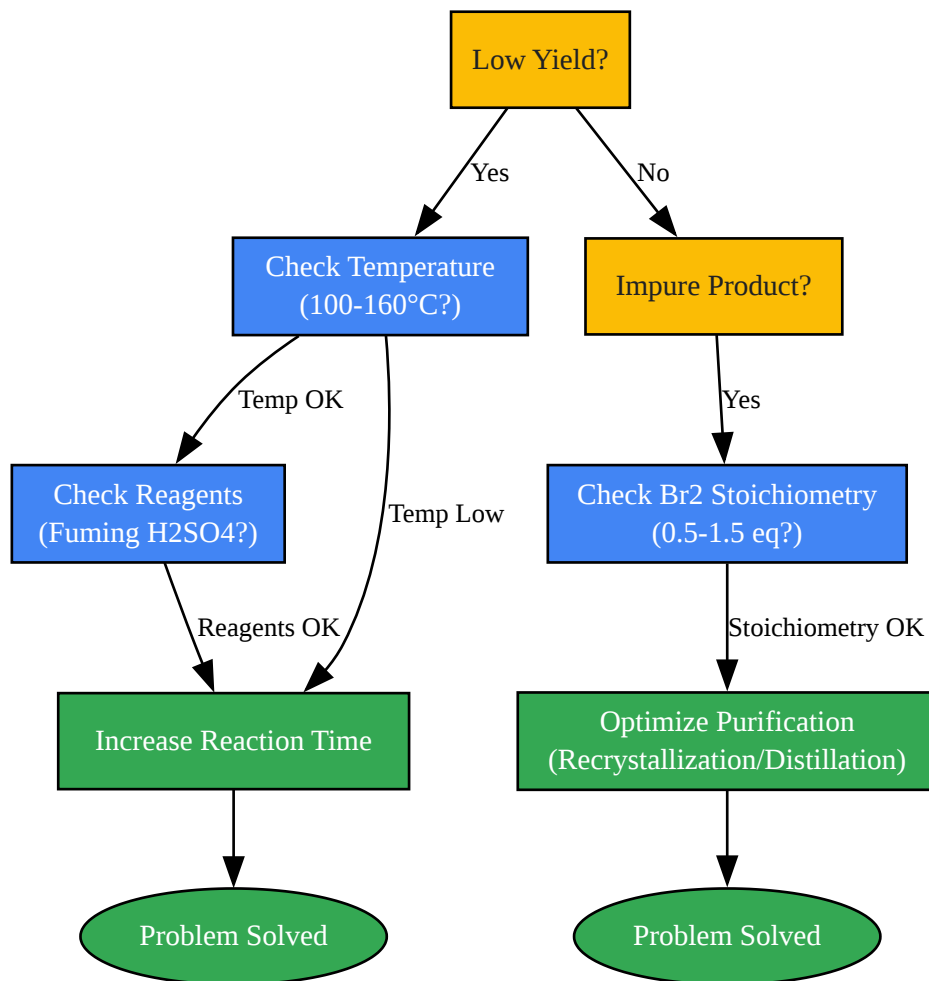 Low Yield?
Yes
No
Check Temperature
(100-160°C?)
Impure Product?
Temp OK
Yes
Check Reagents
(Fuming H2SO4?)
Temp Low
Check Br2 Stoichiometry
(0.5-1.5 eq?)
Reagents OK
Stoichiometry OK
Increase Reaction Time
Optimize Purification
(Recrystallization/Distillation)
Problem Solved
Problem Solved